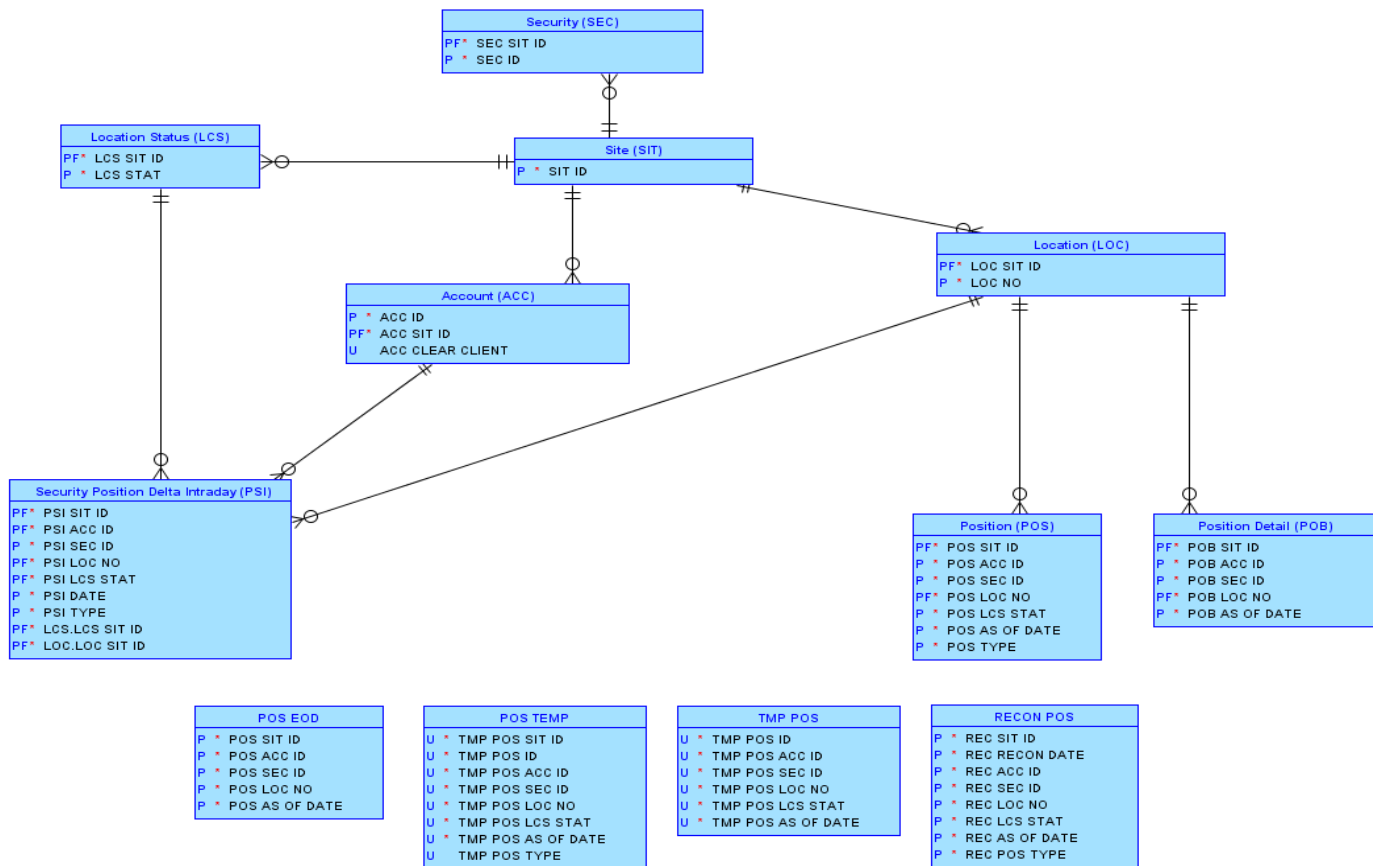 Security (SEC)
PF* SEC SIT ID
P * SEC ID
Location Status (LCS)
PF* LCS SIT ID
P * LCS STAT
Site (SIT)
P * SIT ID
Location (LOC)
PF* LOC SIT ID
P * LOC NO
Account (ACC)
P * ACC ID
PF* ACC SIT ID
U ACC CLEAR CLIENT
Security Position Delta Intraday (PSI)
PF* PSI SIT ID
PF* PSI ACC ID
P * PSI SEC ID
PF* PSI LOC NO
PF* PSI LCS STAT
P * PSI DATE
P * PSI TYPE
PF* LCS.LCS SIT ID
PF* LOC.LOC SIT ID
Position (POS)
PF* POS SIT ID
P * POS ACC ID
P * POS SEC ID
PF* POS LOC NO
P * POS LCS STAT
P * POS AS OF DATE
P * POS TYPE
Position Detail (POB)
PF* POB SIT ID
P * POB ACC ID
P * POB SEC ID
PF* POB LOC NO
P * POB AS OF DATE
POS EOD
P * POS SIT ID
P * POS ACC ID
P * POS SEC ID
P * POS LOC NO
P * POS AS OF DATE
POS TEMP
U * TMP POS SIT ID
U * TMP POS ID
U * TMP POS ACC ID
U * TMP POS SEC ID
U * TMP POS LOC NO
U * TMP POS LCS STAT
U * TMP POS AS OF DATE
U TMP POS TYPE
TMP POS
U * TMP POS ID
U * TMP POS ACC ID
U * TMP POS SEC ID
U * TMP POS LOC NO
U * TMP POS LCS STAT
U * TMP POS AS OF DATE
RECON POS
P * REC SIT ID
P * REC RECON DATE
P * REC ACC ID
P * REC SEC ID
P * REC LOC NO
P * REC LCS STAT
P * REC AS OF DATE
P * REC POS TYPE